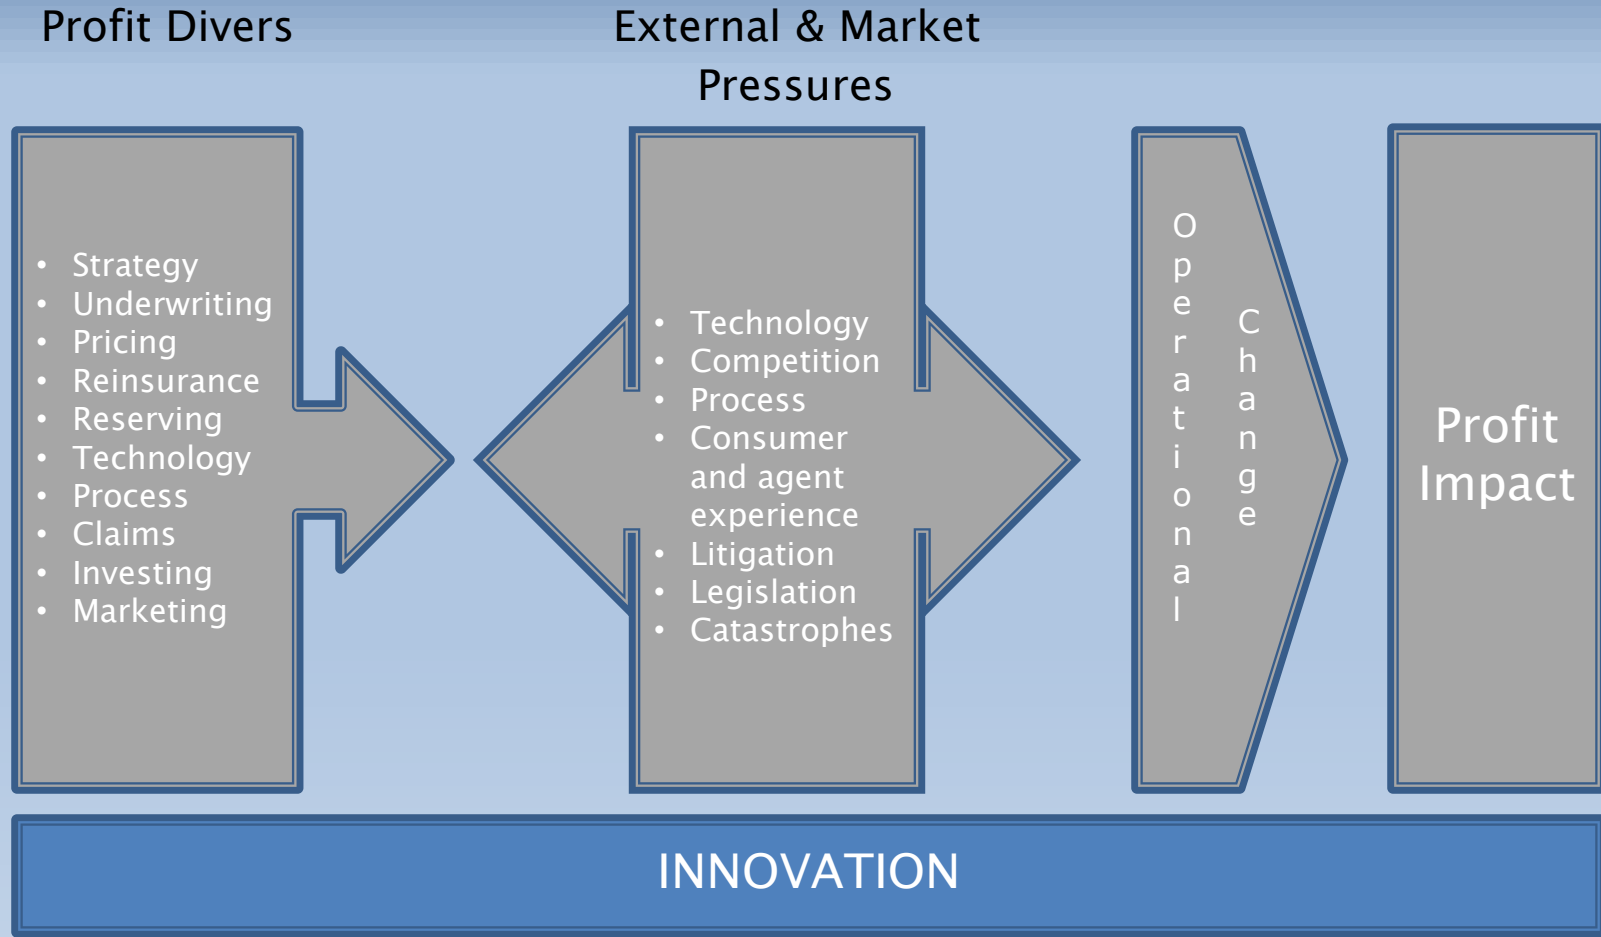 Profit Divers
External & Market
Pressures
• Strategy
• Underwriting
• Pricing
• Reinsurance
• Reserving
• Technology
• Process
• Claims
• Investing
• Marketing
• Technology
• Competition
• Process
• Consumer
and agent
experience
• Litigation
• Legislation
• Catastrophes
Operational
Change
Profit
Impact
INNOVATION